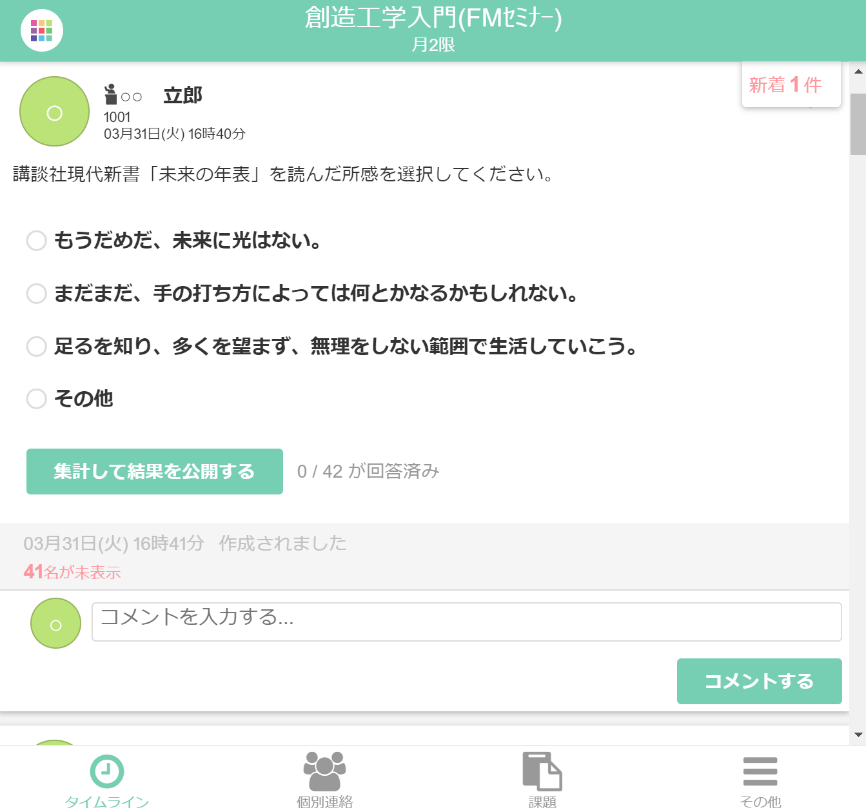 創造工学入門(FMｾﾐﾅｰ)
月2限
新着1件
○○ 立郎
○
1001
03月31日(火) 16時40分
講談社現代新書「未来の年表」を読んだ所感を選択してください。
もうだめだ、未来に光はない。
まだまだ、手の打ち方によっては何とかなるかもしれない。
足るを知り、多くを望まず、無理をしない範囲で生活していこう。
その他
集計して結果を公開する 0 / 42 が回答済み
03月31日(火) 16時41分 作成されました
41名が未表示
○ コメントを入力する...
コメントする
タイムライン 個別連絡 課題 その他